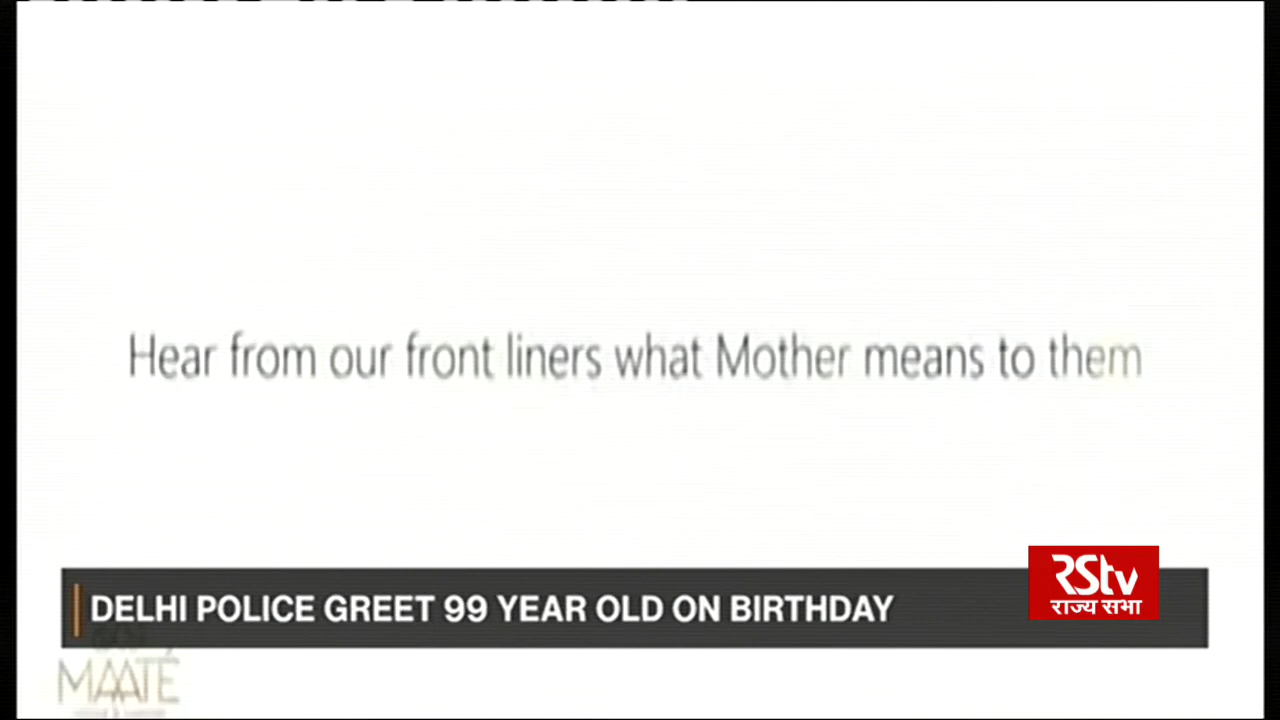 Hear from our front liners what Mother means to them
RStv
राज्य सभा
DELHI POLICE GREET 99 YEAR OLD ON BIRTHDAY
MAATÉ